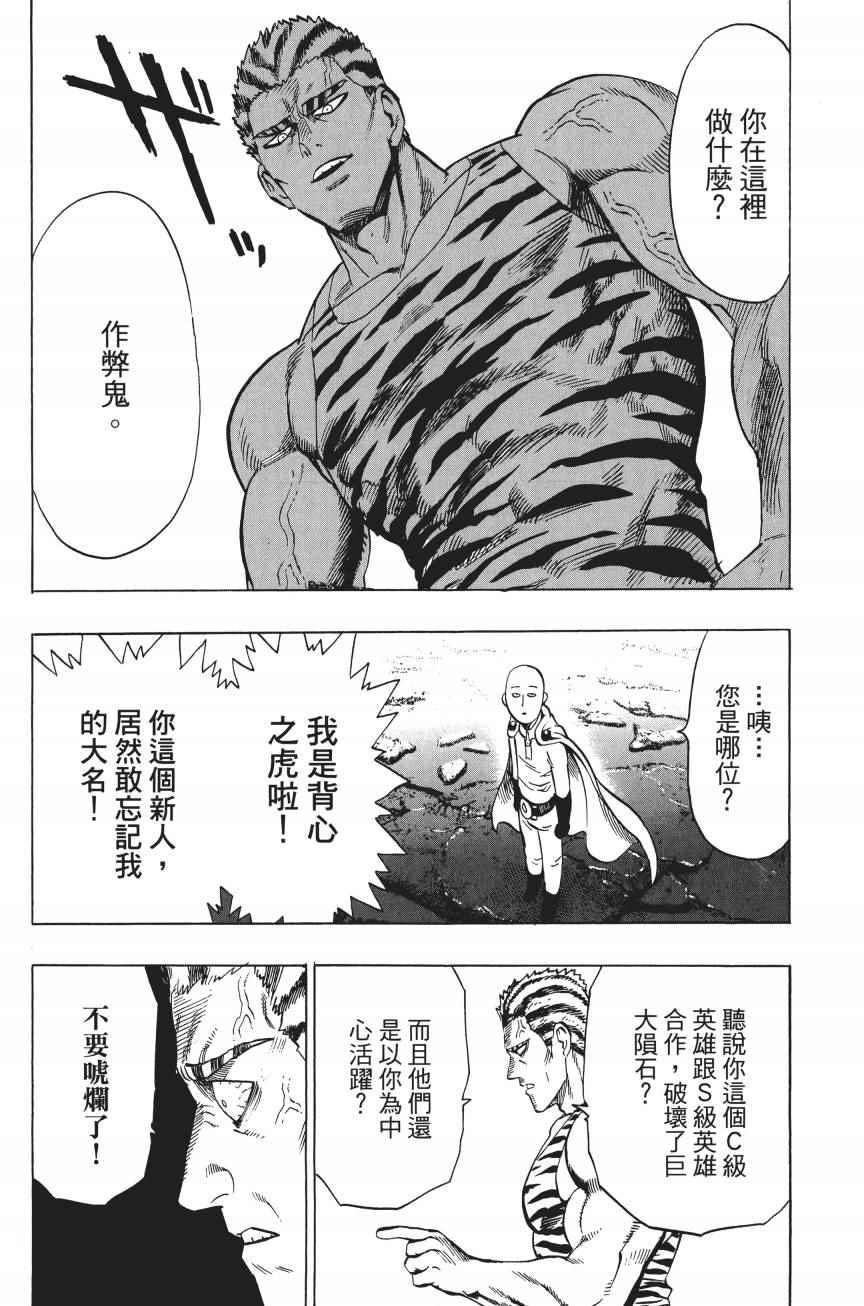 你在這裡
做什麼？
作弊鬼。
…咦…
您是哪位？
我是背心
之虎啦！
你這個新人，
居然敢忘記我
的大名！
聽說你這個C級
英雄跟S級英雄
合作，破壞了巨
大隕石？
而且他們還
是以你為中
心活躍？
不要唬爛了！